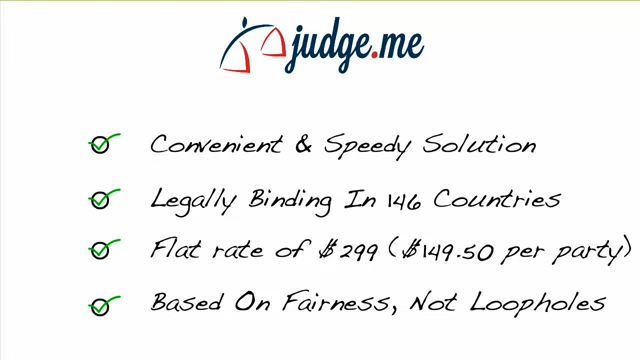 judge.me
Convenient & Speedy Solution
Legally Binding In 146 Countries
Flat rate of $299 ($149.50 per party)
Based On Fairness, Not Loopholes